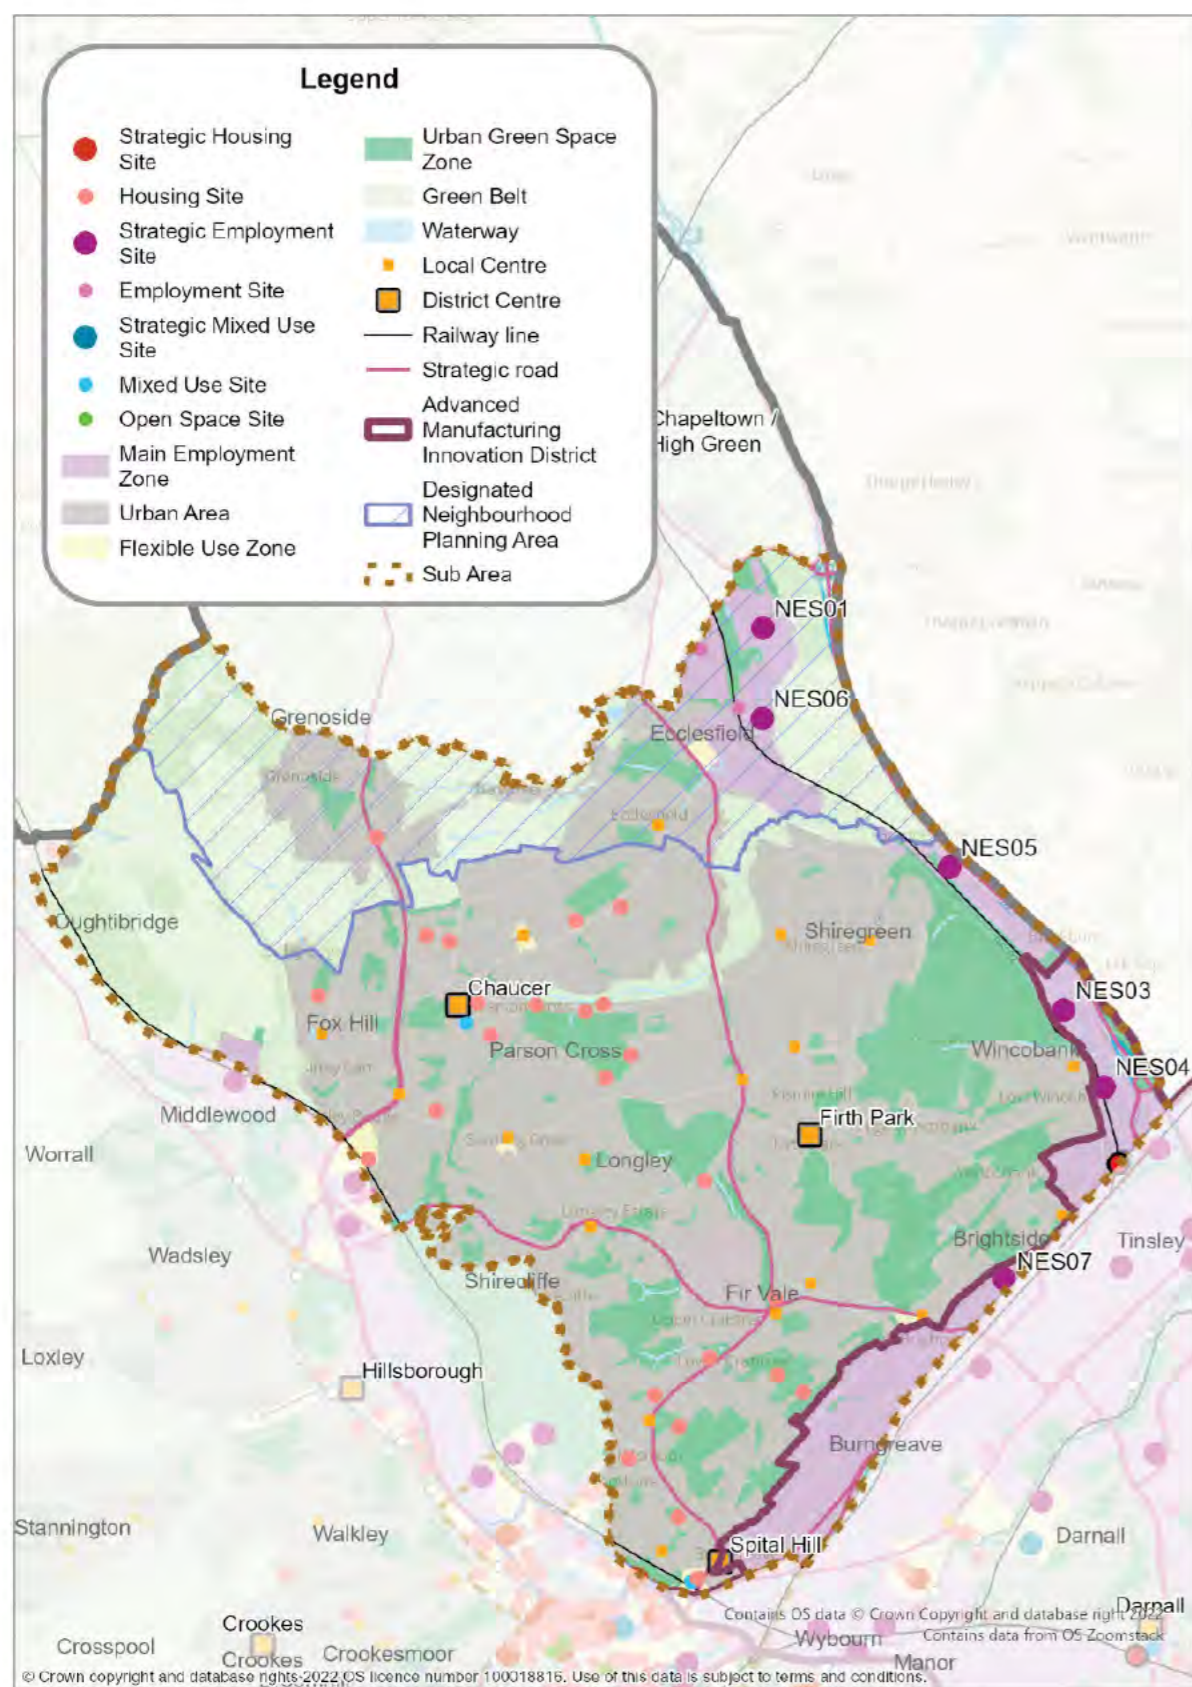 Legend
Strategic Housing
Site
Housing Site
Strategic Employment
Site
Employment Site
Strategic Mixed Use
Site
Mixed Use Site
Open Space Site
Main Employment
Zone
Urban Area
Flexible Use Zone
Urban Green Space
Zone
Green Belt
Waterway
Local Centre
District Centre
Railway line
Strategic road
Advanced
Manufacturing
Innovation District
Designated
Neighbourhood
Planning Area
Sub Area
Chapeltown /
High Green
NES01
NES06
Grenoside
Grenoside
Ecclesfield
Ecclesfield
NES05
Oughtibridge
Shiregreen
Shiregreen
Chaucer
NES03
Fox Hill
Parson Cross
Wincobank
NES04
Middlewood
Firth Park
Worrall
Longley
Longley Estate
Brightside
Tinsley
Wadsley
NES07
Shirecliffe
Fir Vale
Loxley
Hillsborough
Burngreave
Stannington
Walkley
Spital Hill
Darnall
Darnall
Crookes
Crosspool
Crookes
Crookesmoor
Wybourn
Manor
Contains OS data © Crown Copyright and database right 2022
Contains data from OS Zoomstack
© Crown copyright and database rights 2022 OS licence number 100018816. Use of this data is subject to terms and conditions.